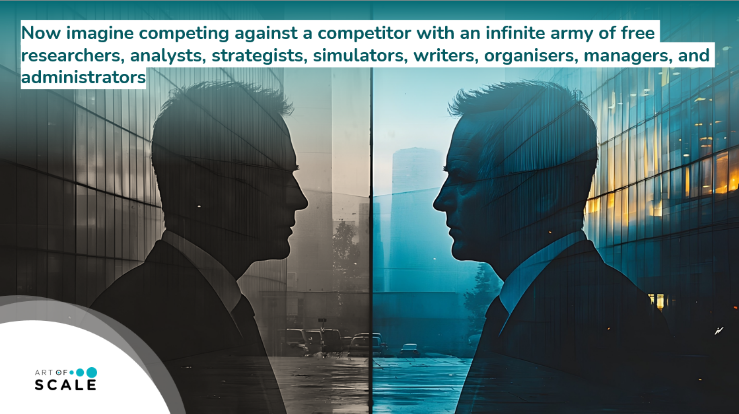 Now imagine competing against a competitor with an infinite army of free
researchers, analysts, strategists, simulators, writers, organisers, managers, and
administrators
ART OF
SCALE